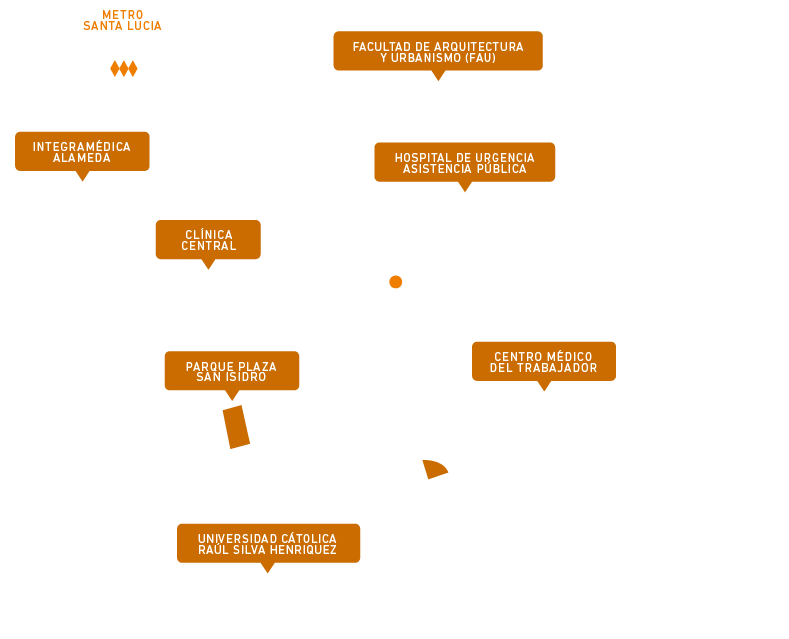 METRO
SANTA LUCIA
FACULTAD DE ARQUITECTURA
Y URBANISMO (FAU)
INTEGRAMÉDICA
ALAMEDA
HOSPITAL DE URGENCIA
ASISTENCIA PÚBLICA
CLÍNICA
CENTRAL
CENTRO MÉDICO
DEL TRABAJADOR
PARQUE PLAZA
SAN ISIDRO
UNIVERSIDAD CÁTOLICA
RAÚL SILVA HENRIQUEZ